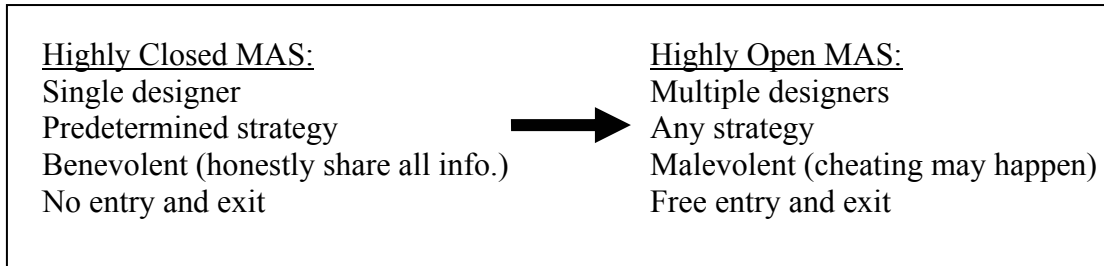 Highly Closed MAS:
Single designer
Predetermined strategy
Benevolent (honestly share all info.)
No entry and exit
Highly Open MAS:
Multiple designers
Any strategy
Malevolent (cheating may happen)
Free entry and exit